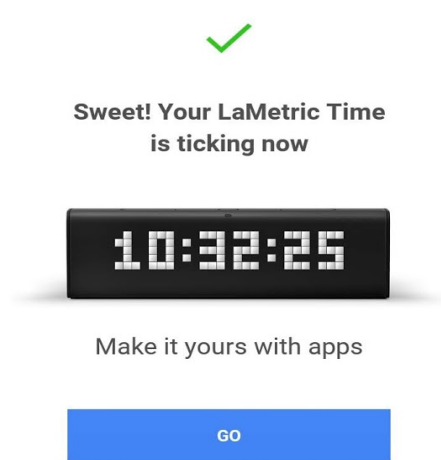 Sweet! Your LaMetric Time
is ticking now
10:32:25
Make it yours with apps
GO